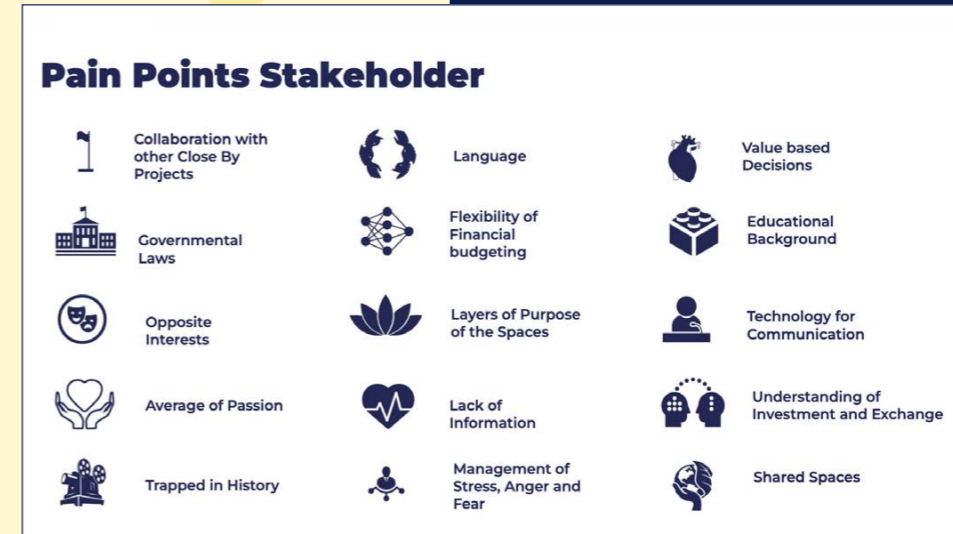 Pain Points Stakeholder
Collaboration with
other Close By
Projects
Language
Value based
Decisions
Governmental
Laws
Flexibility of
Financial
budgeting
Educational
Background
Opposite
Interests
Layers of Purpose
of the Spaces
Technology for
Communication
Average of Passion
Lack of
Information
Understanding of
Investment and Exchange
Trapped in History
Management of
Stress, Anger and
Fear
Shared Spaces